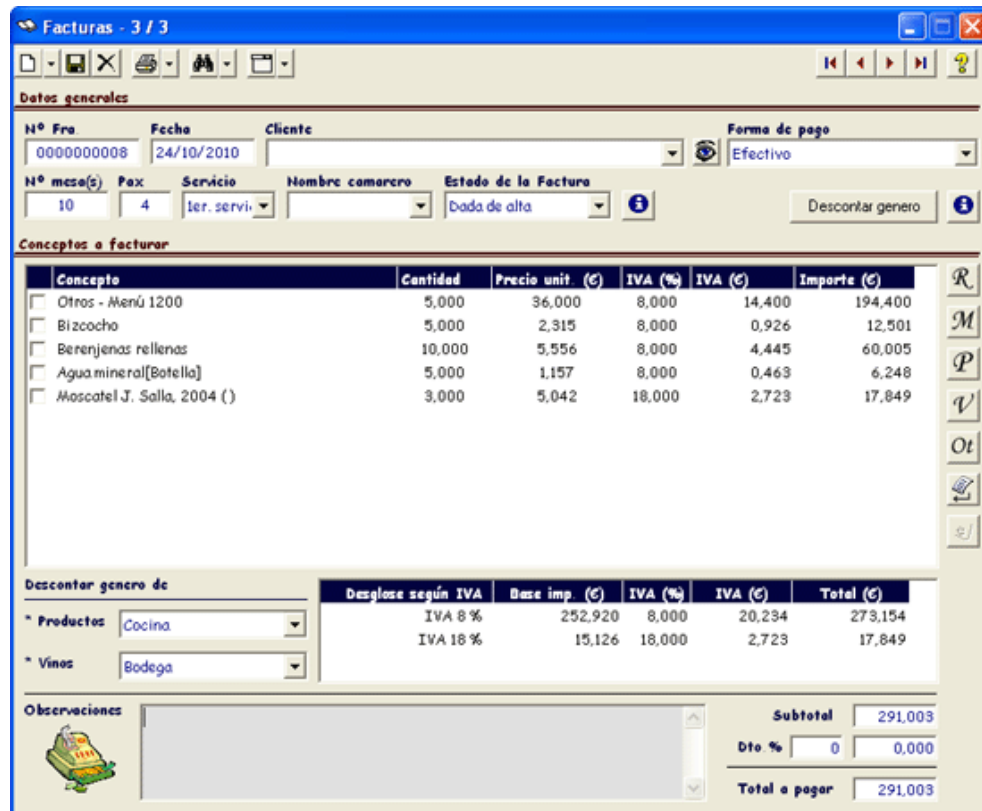 Facturas - 3 / 3
Datos generales
Nº Fra. Fecha Cliente Forma de pago
0000000008 24/10/2010 Efectivo
Nº mesa(s) Pax Servicio Nombre camarero Estado de la Factura
10 4 1er. servi Dada de alta Descontar genero
Conceptos a facturar
Concepto Cantidad Precio unit. (€) IVA (%) IVA (€) Importe (€)
Otros - Menú 1200 5,000 36,000 8,000 14,400 194,400
Bizcocho 5,000 2,315 8,000 0,926 12,501
Berenjenas rellenas 10,000 5,556 8,000 4,445 60,005
Agua mineral[Botella] 5,000 1,157 8,000 0,463 6,248
Moscatel J. Salla, 2004 () 3,000 5,042 18,000 2,723 17,849
R
M
P
V
Ot
Descontar genero de
Desglose según IVA Base imp. (€) IVA (%) IVA (€) Total (€)
IVA 8 % 252,920 8,000 20,234 273,154
* Productos Cocina
IVA 18 % 15,126 18,000 2,723 17,849
* Vinos Bodega
Observaciones Subtotal 291,003
Dto. % 0 0,000
Total a pagar 291,003